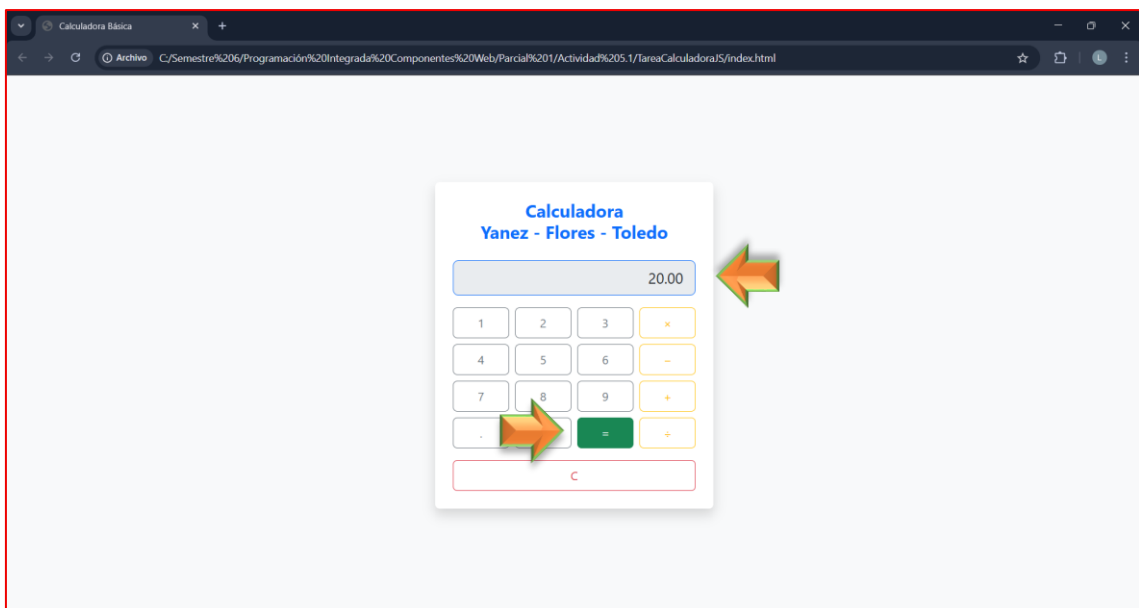 Calculadora Básica
Archivo C:/Semestre%206/Programación%20Integrada%20Componentes%20Web/Parcial%201/Actividad%205.1/TareaCalculadoraJS/index.html
L
Calculadora
Yanez - Flores - Toledo
20.00
1 2 3 ×
4 5 6 −
7 8 9 +
. = ÷
C